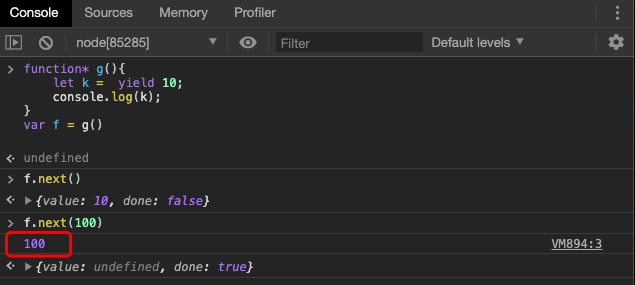 Console Sources Memory Profiler
node[85285] Filter Default levels
function* g(){
let k = yield 10;
console.log(k);
}
var f = g()
undefined
f.next()
{value: 10, done: false}
f.next(100)
100 VM894:3
{value: undefined, done: true}